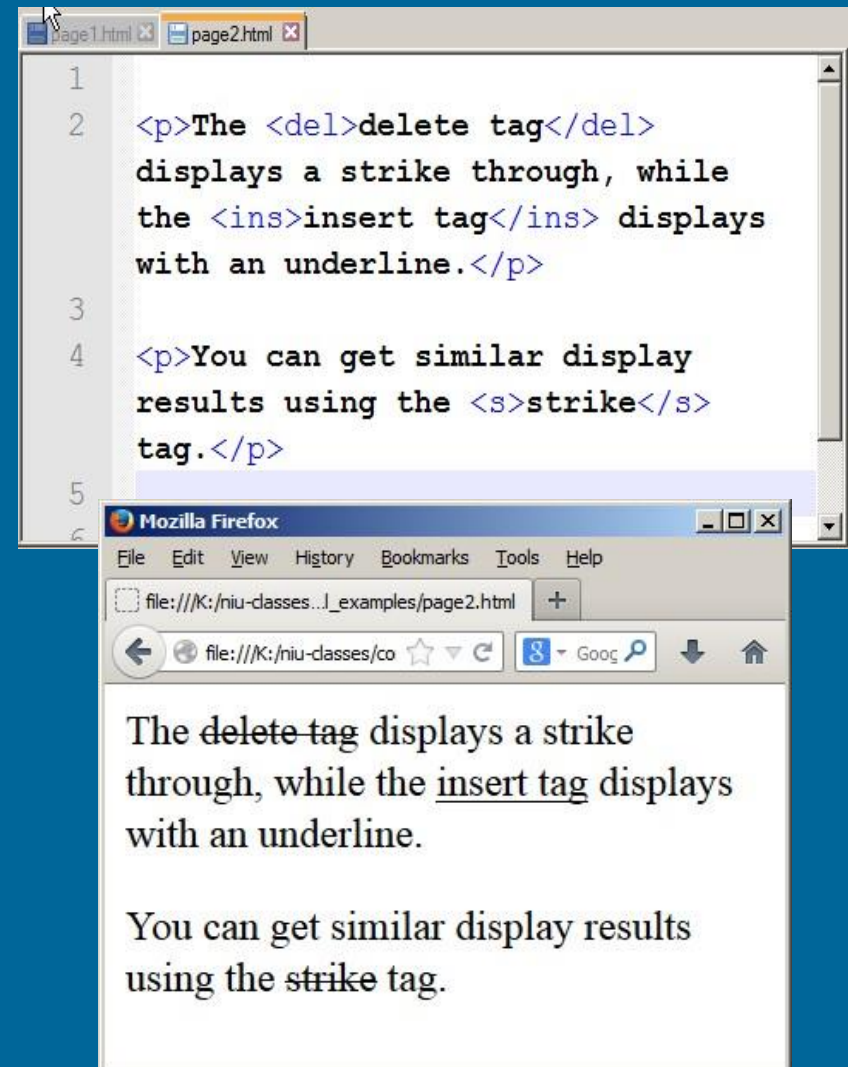 page1.html page2.html
1
2 <p>The <del>delete tag</del>
displays a strike through, while
the <ins>insert tag</ins> displays
with an underline.</p>
3
4 <p>You can get similar display
results using the <s>strike</s>
tag.</p>
5
6
Mozilla Firefox
File Edit View History Bookmarks Tools Help
file:///K:/niu-classes...l_examples/page2.html +
file:///K:/niu-classes/co 8 Goog
The delete tag displays a strike
through, while the insert tag displays
with an underline.
You can get similar display results
using the strike tag.